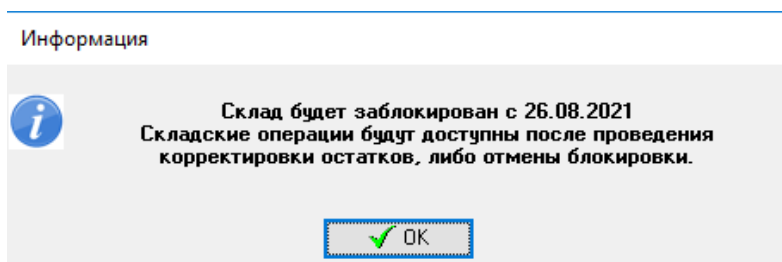 Информация
Склад будет заблокирован с 26.08.2021
Складские операции будут доступны после проведения
корректировки остатков, либо отмены блокировки.
OK